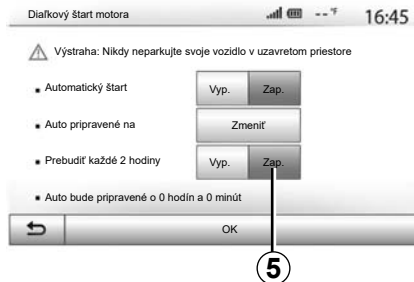 Diaľkový štart motora --°F 16:45
Výstraha: Nikdy neparkujte svoje vozidlo v uzavretom priestore
Automatický štart Vyp. Zap.
Auto pripravené na Zmeniť
Prebudiť každé 2 hodiny Vyp. Zap.
Auto bude pripravené o 0 hodín a 0 minút
OK
5